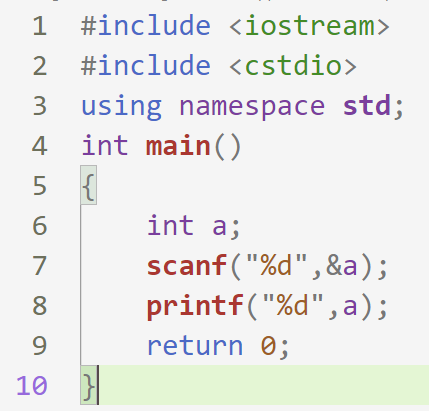 1 #include <iostream>
2 #include <cstdio>
3 using namespace std;
4 int main()
5 {
6     int a;
7     scanf("%d",&a);
8     printf("%d",a);
9     return 0;
10 }